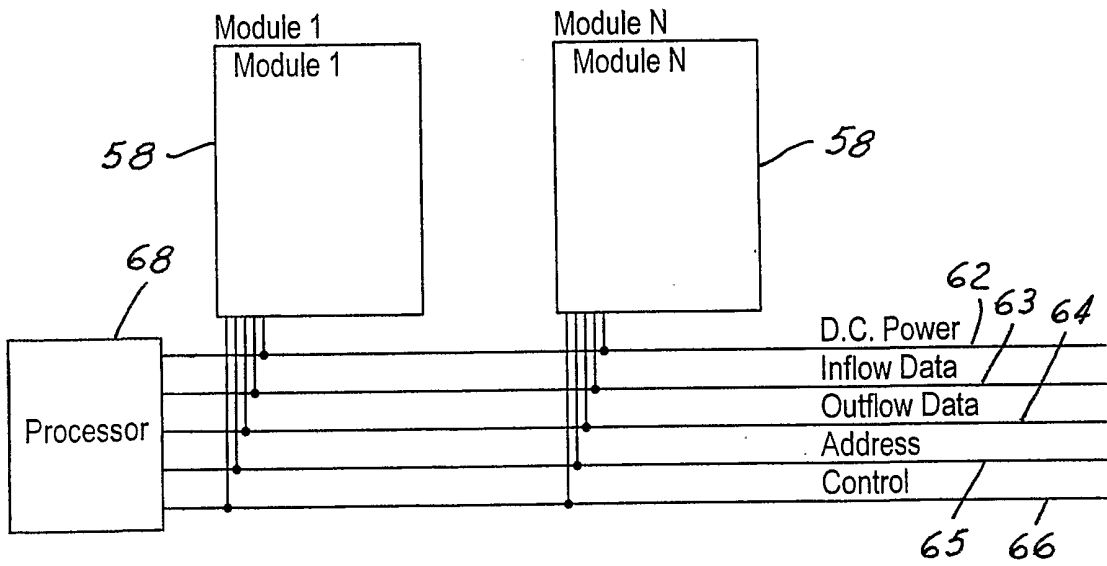 Module 1
Module N
Module 1
Module N
58
58
68
62
63
64
D.C. Power
Inflow Data
Outflow Data
Processor
Address
Control
65
66